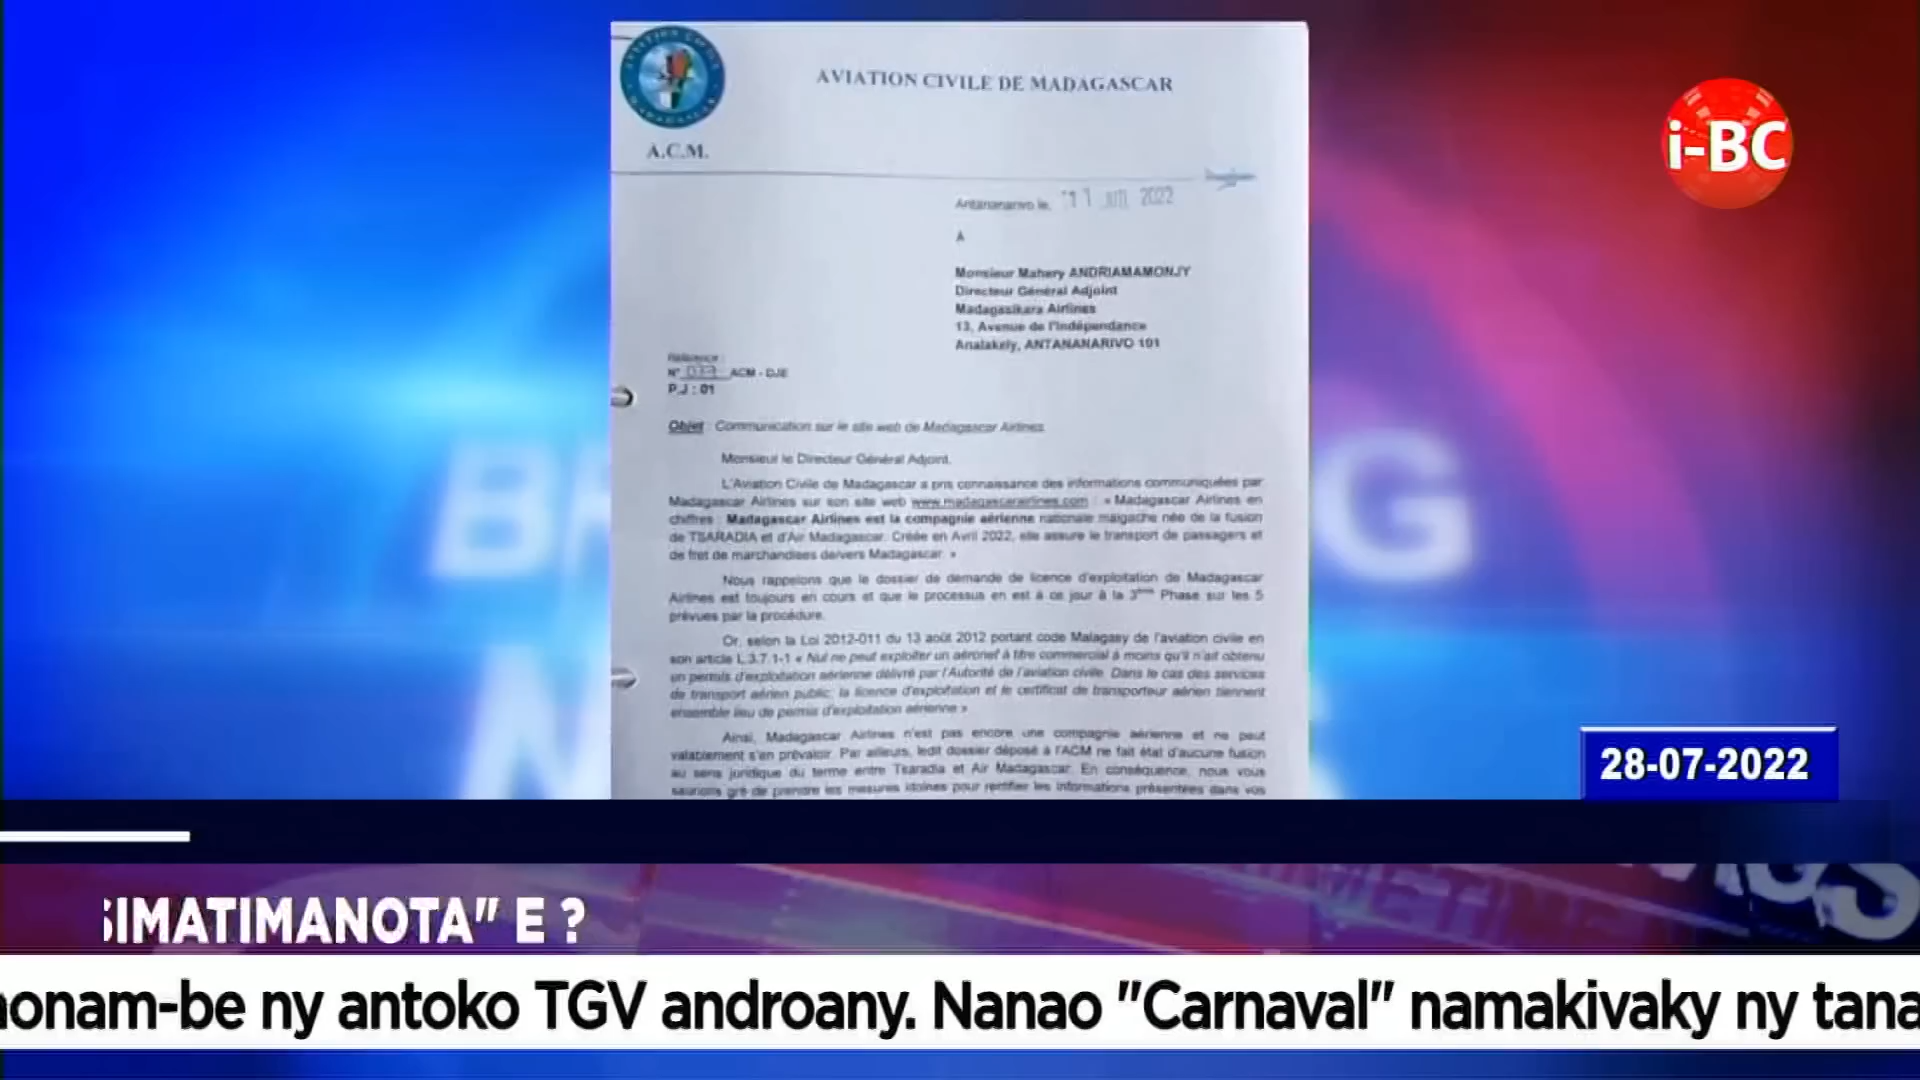 AVIATION CIVILE DE MADAGASCAR
A.C.M.
i-BC
Antananarivo le, 2022
A
Monsieur Mahery ANDRIAMAMONJY
Directeur Général Adjoint
Madagasikara Airlines
13, Avenue de l'Indépendance
Analakely, ANTANANARIVO 101
Référence :
N° ACM - DJE
P.J : 01
Objet : Communication sur le site web de Madagascar Airlines.
Monsieur le Directeur Général Adjoint,
L'Aviation Civile de Madagascar a pris connaissance des informations communiquées par
Madagascar Airlines sur son site web www.madagascarairlines.com : « Madagascar Airlines en
chiffres : Madagascar Airlines est la compagnie aérienne nationale malgache née de la fusion
de TSARADIA et d'Air Madagascar. Créée en Avril 2022, elle assure le transport de passagers et
de fret de marchandises de/vers Madagascar. »
Nous rappelons que le dossier de demande de licence d'exploitation de Madagascar
Airlines est toujours en cours et que le processus en est à ce jour à la 3ème Phase sur les 5
prévues par la procédure.
Or, selon la Loi 2012-011 du 13 août 2012 portant code Malagasy de l'aviation civile en
son article L.3.7.1-1 « Nul ne peut exploiter un aéronef à titre commercial à moins qu'il n'ait obtenu
un permis d'exploitation aérienne délivré par l'Autorité de l'aviation civile. Dans le cas des services
de transport aérien public, la licence d'exploitation et le certificat de transporteur aérien tiennent
ensemble lieu de permis d'exploitation aérienne »
Ainsi, Madagascar Airlines n'est pas encore une compagnie aérienne et ne peut
valablement s'en prévaloir. Par ailleurs, ledit dossier déposé à l'ACM ne fait état d'aucune fusion
au sens juridique du terme entre Tsaradia et Air Madagascar. En conséquence, nous vous
saurions gré de prendre les mesures idoines pour rectifier les informations présentées dans vos
28-07-2022
SIMATIMANOTA" E ?
onam-be ny antoko TGV androany. Nanao "Carnaval" namakivaky ny tana